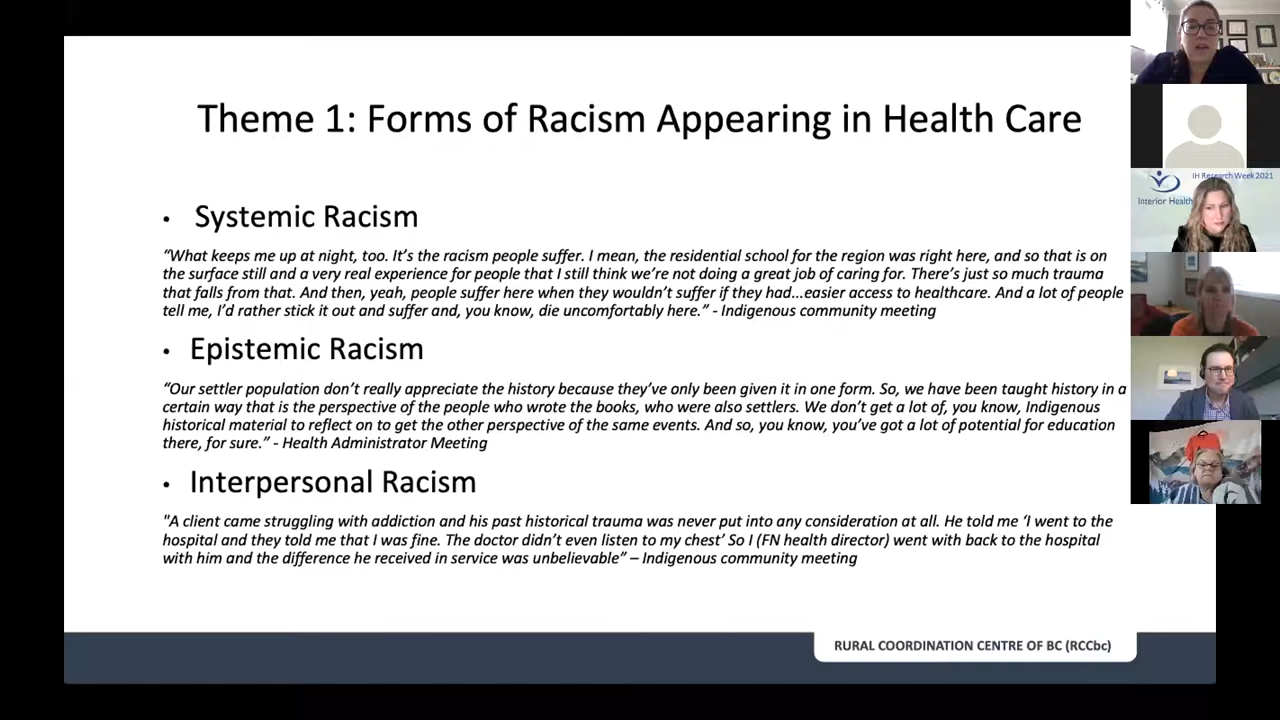 Theme 1: Forms of Racism Appearing in Health Care
• Systemic Racism
“What keeps me up at night, too. It’s the racism people suffer. I mean, the residential school for the region was right here, and so that is on
the surface still and a very real experience for people that I still think we’re not doing a great job of caring for. There’s just so much trauma
that falls from that. And then, yeah, people suffer here when they wouldn’t suffer if they had...easier access to healthcare. And a lot of people
tell me, I’d rather stick it out and suffer and, you know, die uncomfortably here.” - Indigenous community meeting
• Epistemic Racism
“Our settler population don’t really appreciate the history because they’ve only been given it in one form. So, we have been taught history in a
certain way that is the perspective of the people who wrote the books, who were also settlers. We don’t get a lot of, you know, Indigenous
historical material to reflect on to get the other perspective of the same events. And so, you know, you’ve got a lot of potential for education
there, for sure.” - Health Administrator Meeting
• Interpersonal Racism
"A client came struggling with addiction and his past historical trauma was never put into any consideration at all. He told me ‘I went to the
hospital and they told me that I was fine. The doctor didn’t even listen to my chest’ So I (FN health director) went with back to the hospital
with him and the difference he received in service was unbelievable” – Indigenous community meeting
RURAL COORDINATION CENTRE OF BC (RCCbc)
IH Research Week 2021
Interior Health